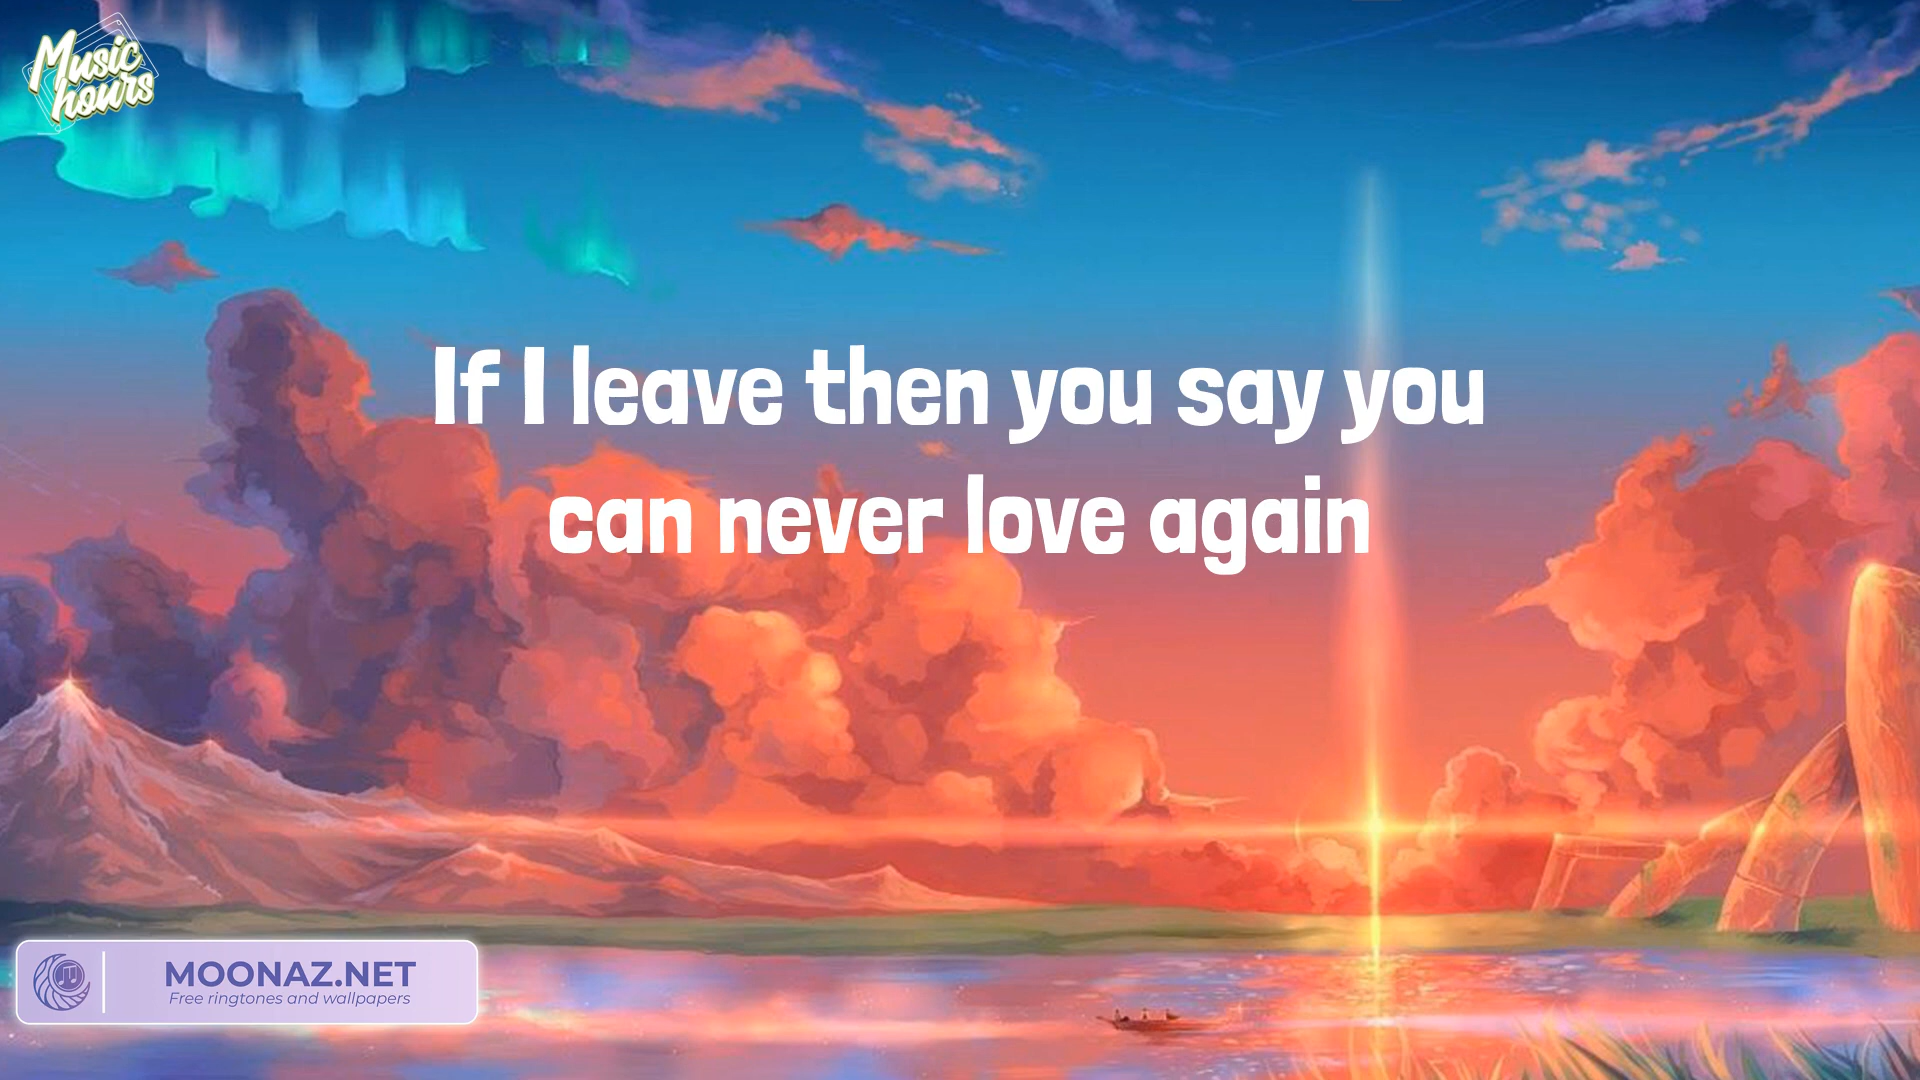 Music
hours
If I leave then you say you
can never love again
MOONAZ.NET
Free ringtones and wallpapers